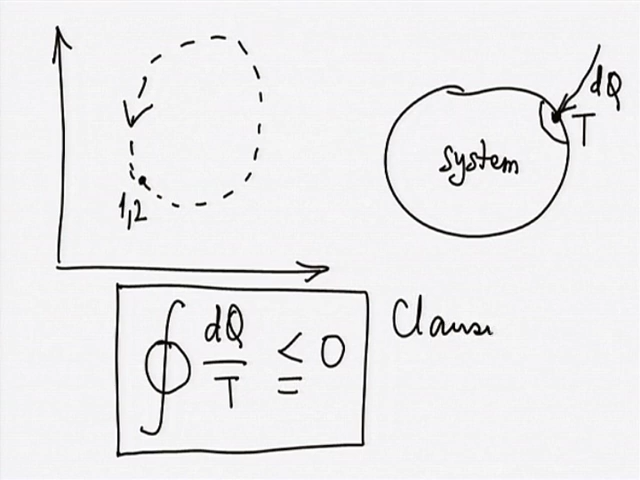 dQ
T
system
1,2
∮ dQ/T ≤ 0
Clausi